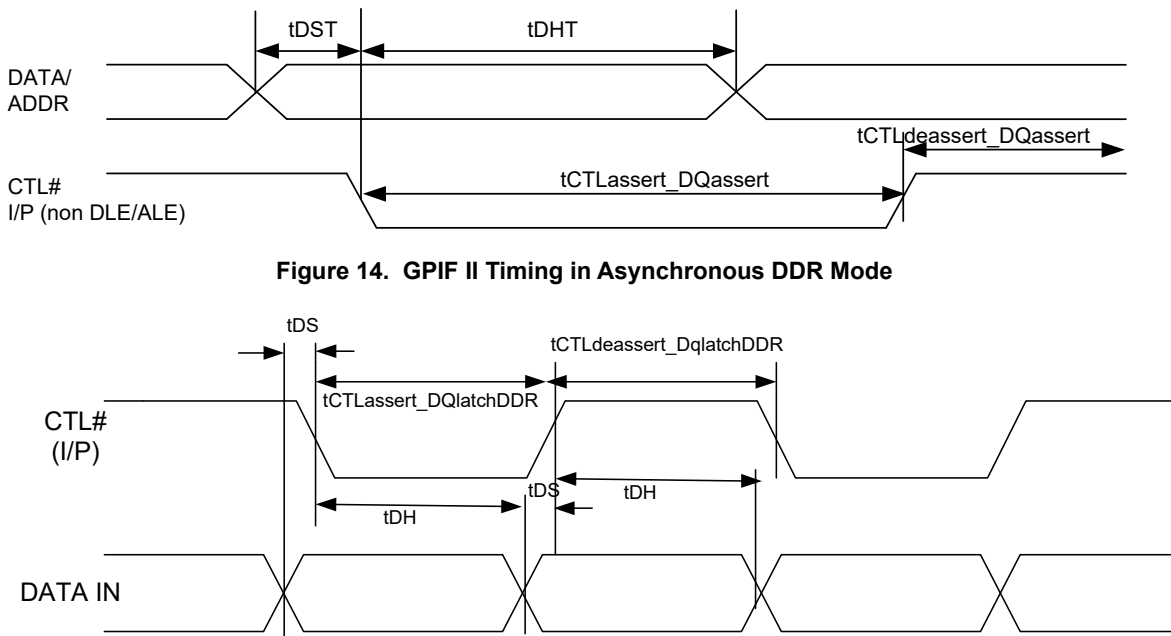 tDST
tDHT
DATA/
ADDR
tCTLdeassert_DQassert
tCTLassert_DQassert
CTL#
I/P (non DLE/ALE)
Figure 14. GPIF II Timing in Asynchronous DDR Mode
tDS
tCTLdeassert_DqlatchDDR
tCTLassert_DQlatchDDR
CTL#
(I/P)
tDS
tDH
tDH
DATA IN